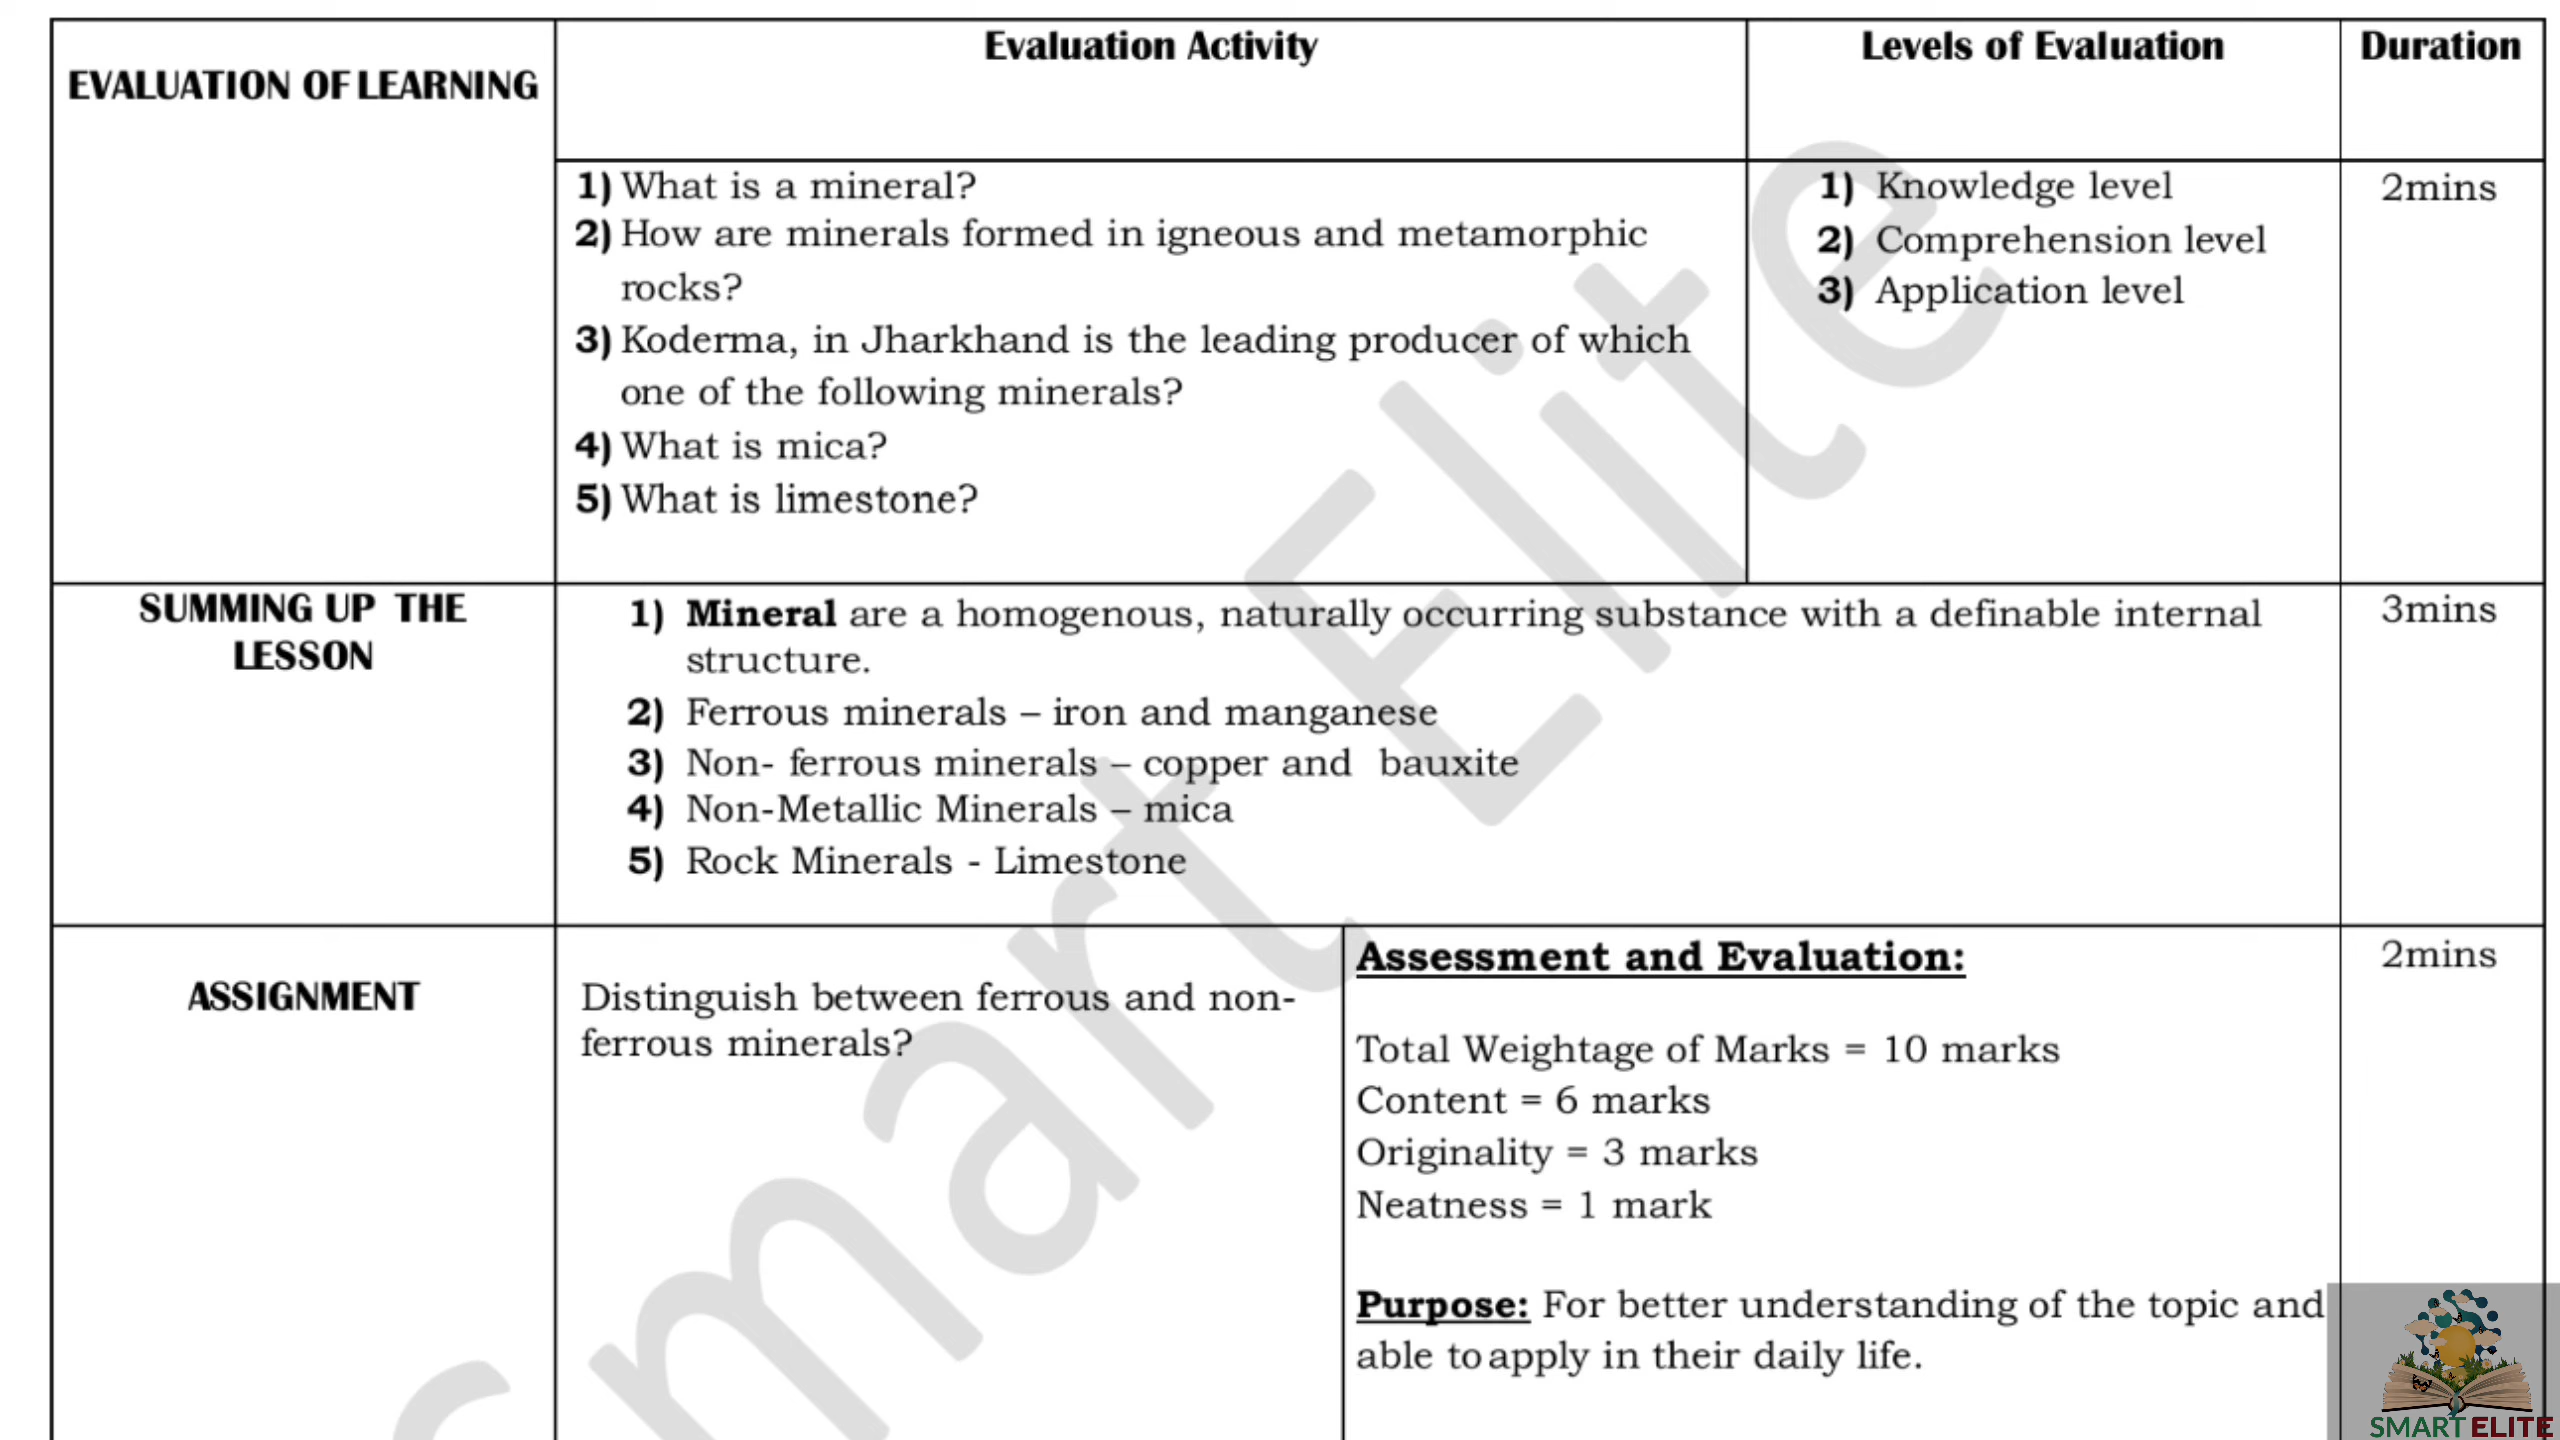 EVALUATION OF LEARNING
Evaluation Activity
Levels of Evaluation
Duration
1) What is a mineral?
2) How are minerals formed in igneous and metamorphic
rocks?
3) Koderma, in Jharkhand is the leading producer of which
one of the following minerals?
4) What is mica?
5) What is limestone?
1) Knowledge level
2) Comprehension level
3) Application level
2mins
SUMMING UP THE
LESSON
1) Mineral are a homogenous, naturally occurring substance with a definable internal
structure.
2) Ferrous minerals – iron and manganese
3) Non- ferrous minerals – copper and bauxite
4) Non-Metallic Minerals – mica
5) Rock Minerals - Limestone
3mins
ASSIGNMENT
Distinguish between ferrous and non-
ferrous minerals?
Assessment and Evaluation:
Total Weightage of Marks = 10 marks
Content = 6 marks
Originality = 3 marks
Neatness = 1 mark
Purpose: For better understanding of the topic and
able to apply in their daily life.
2mins
Smart Elite
SMART ELITE